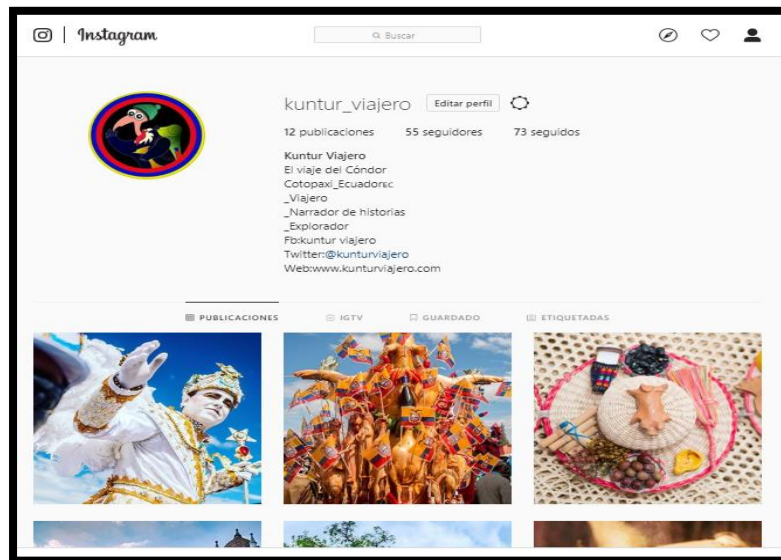 Instagram
Buscar
kuntur_viajero Editar perfil
12 publicaciones 55 seguidores 73 seguidos
Kuntur Viajero
El viaje del Cóndor
Cotopaxi_Ecuadorᴇᴄ
_Viajero
_Narrador de historias
_Explorador
Fb:kuntur viajero
Twitter:@kunturviajero
Web:www.kunturviajero.com
PUBLICACIONES IGTV GUARDADO ETIQUETADAS